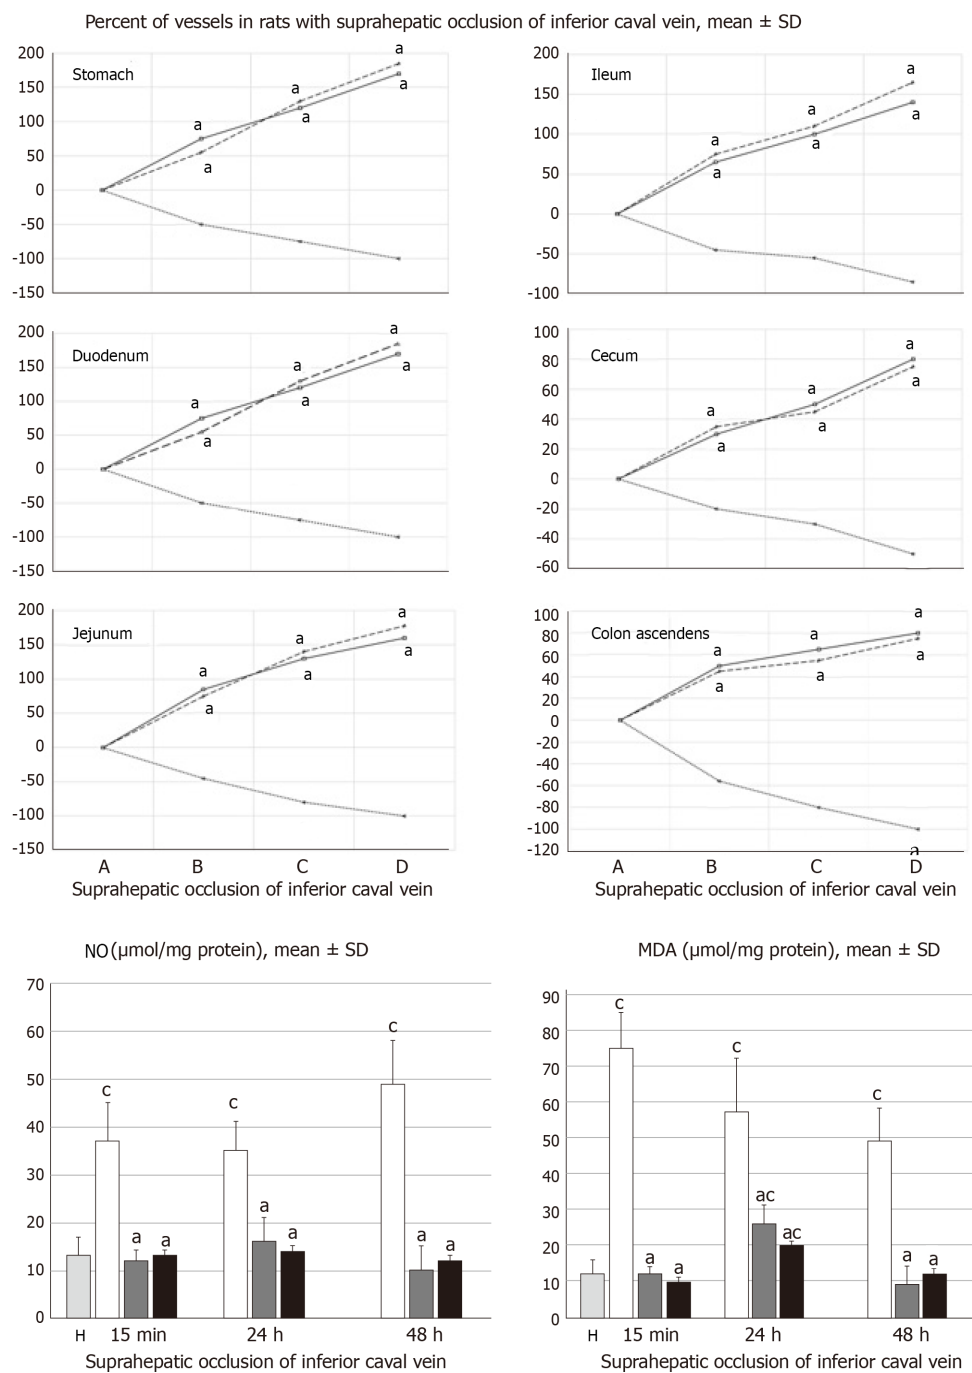 Percent of vessels in rats with suprahepatic occlusion of inferior caval vein, mean ± SD
Stomach
200
150
100
50
0
-50
-100
-150
a
a
a
a
a
a
Ileum
200
150
100
50
0
-50
-100
a
a
a
a
a
a
Duodenum
200
150
100
50
0
-50
-100
-150
a
a
a
a
a
a
Cecum
100
80
60
40
20
0
-20
-40
-60
a
a
a
a
a
a
Jejunum
200
150
100
50
0
-50
-100
-150
a
a
a
a
a
a
A B C D
Suprahepatic occlusion of inferior caval vein
Colon ascendens
100
80
60
40
20
0
-20
-40
-60
-80
-100
-120
a
a
a
a
a
a
a
A B C D
Suprahepatic occlusion of inferior caval vein
NO (µmol/mg protein), mean ± SD
70
60
50
40
30
20
10
0
c
a
a
c
a
a
c
a
a
H 15 min 24 h 48 h
Suprahepatic occlusion of inferior caval vein
MDA (µmol/mg protein), mean ± SD
90
80
70
60
50
40
30
20
10
0
c
a
a
c
ac
ac
c
a
a
H 15 min 24 h 48 h
Suprahepatic occlusion of inferior caval vein